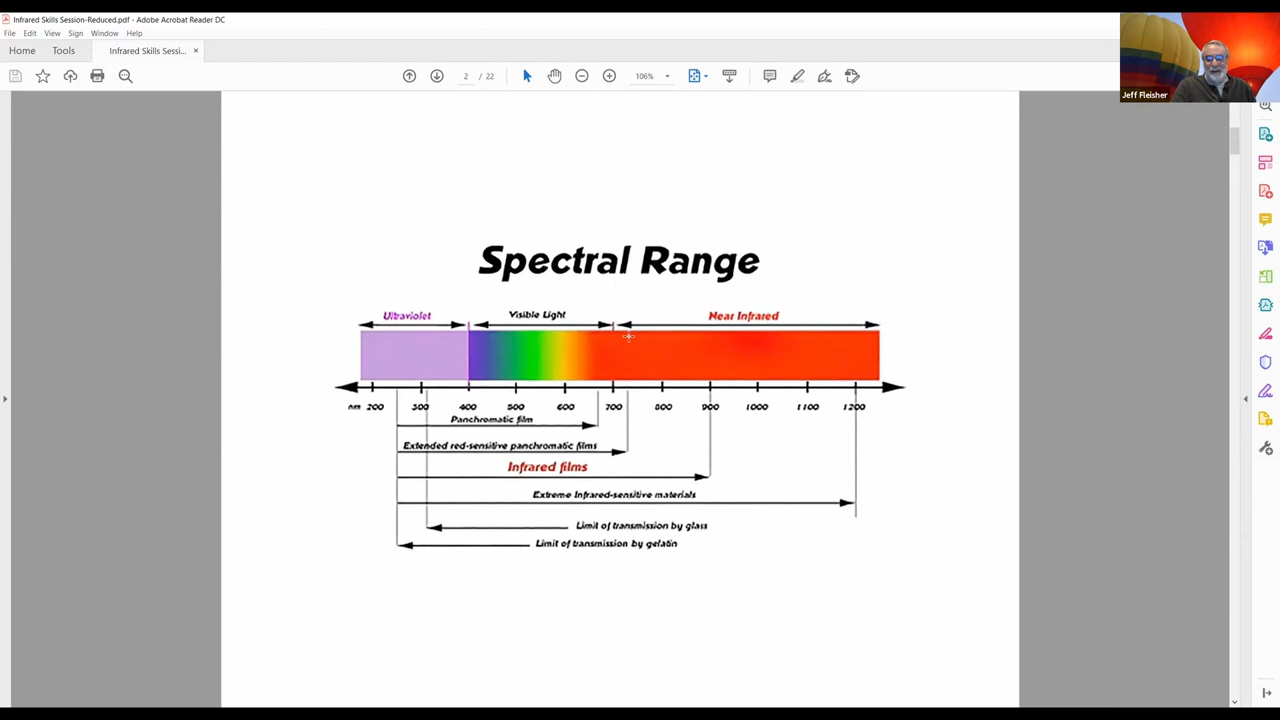 Infrared Skills Session-Reduced.pdf - Adobe Acrobat Reader DC
File Edit View Sign Window Help
Home Tools Infrared Skills Sessi... ×
2 / 22 106%
Jeff Fleisher
Spectral Range
Ultraviolet Visible Light Near Infrared
nm 200 300 400 500 600 700 800 900 1000 1100 1200
Panchromatic film
Extended red-sensitive panchromatic films
Infrared films
Extreme Infrared-sensitive materials
Limit of transmission by glass
Limit of transmission by gelatin